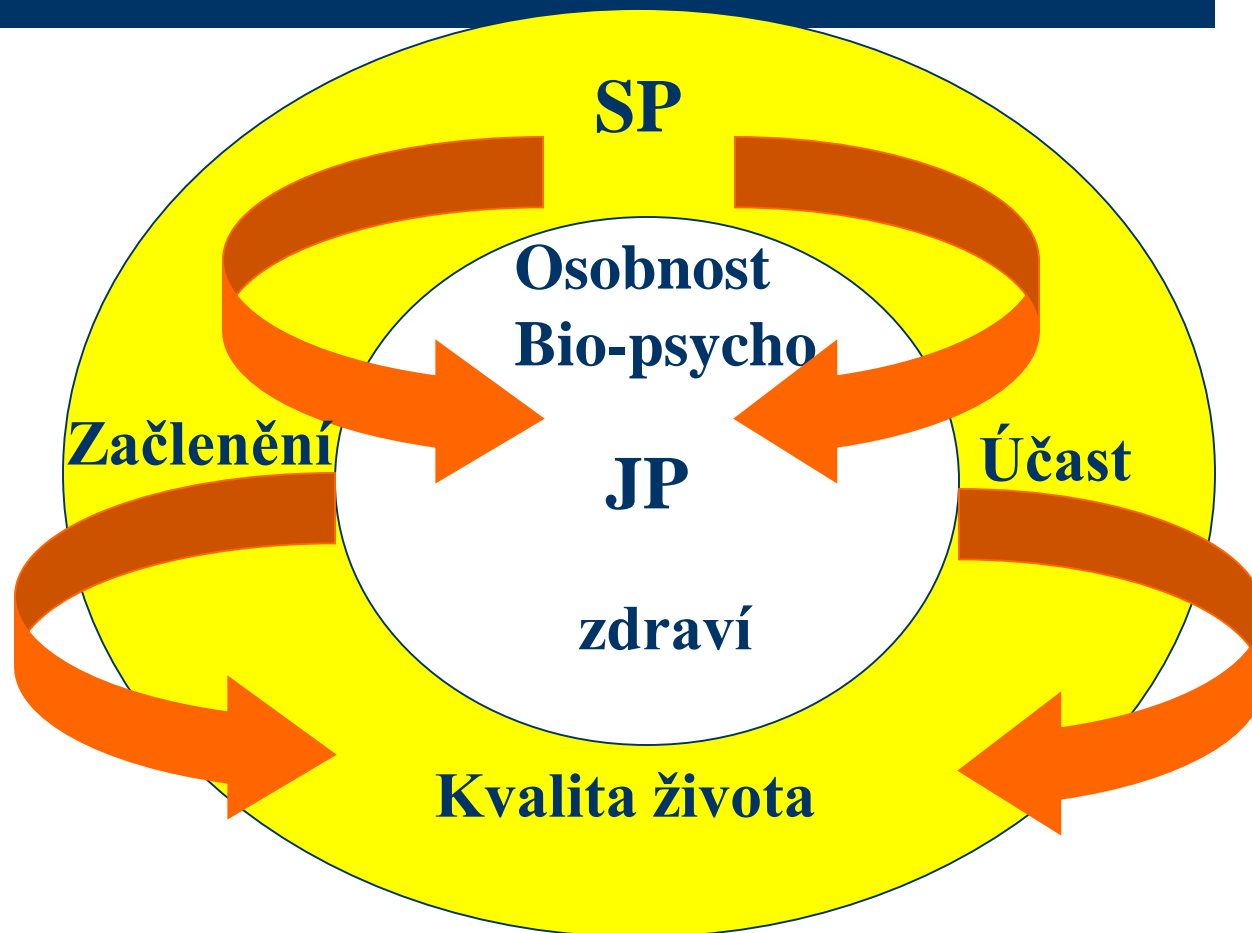 SP
Osobnost
Bio-psycho
Začlenění
Účast
JP
zdraví
Kvalita života